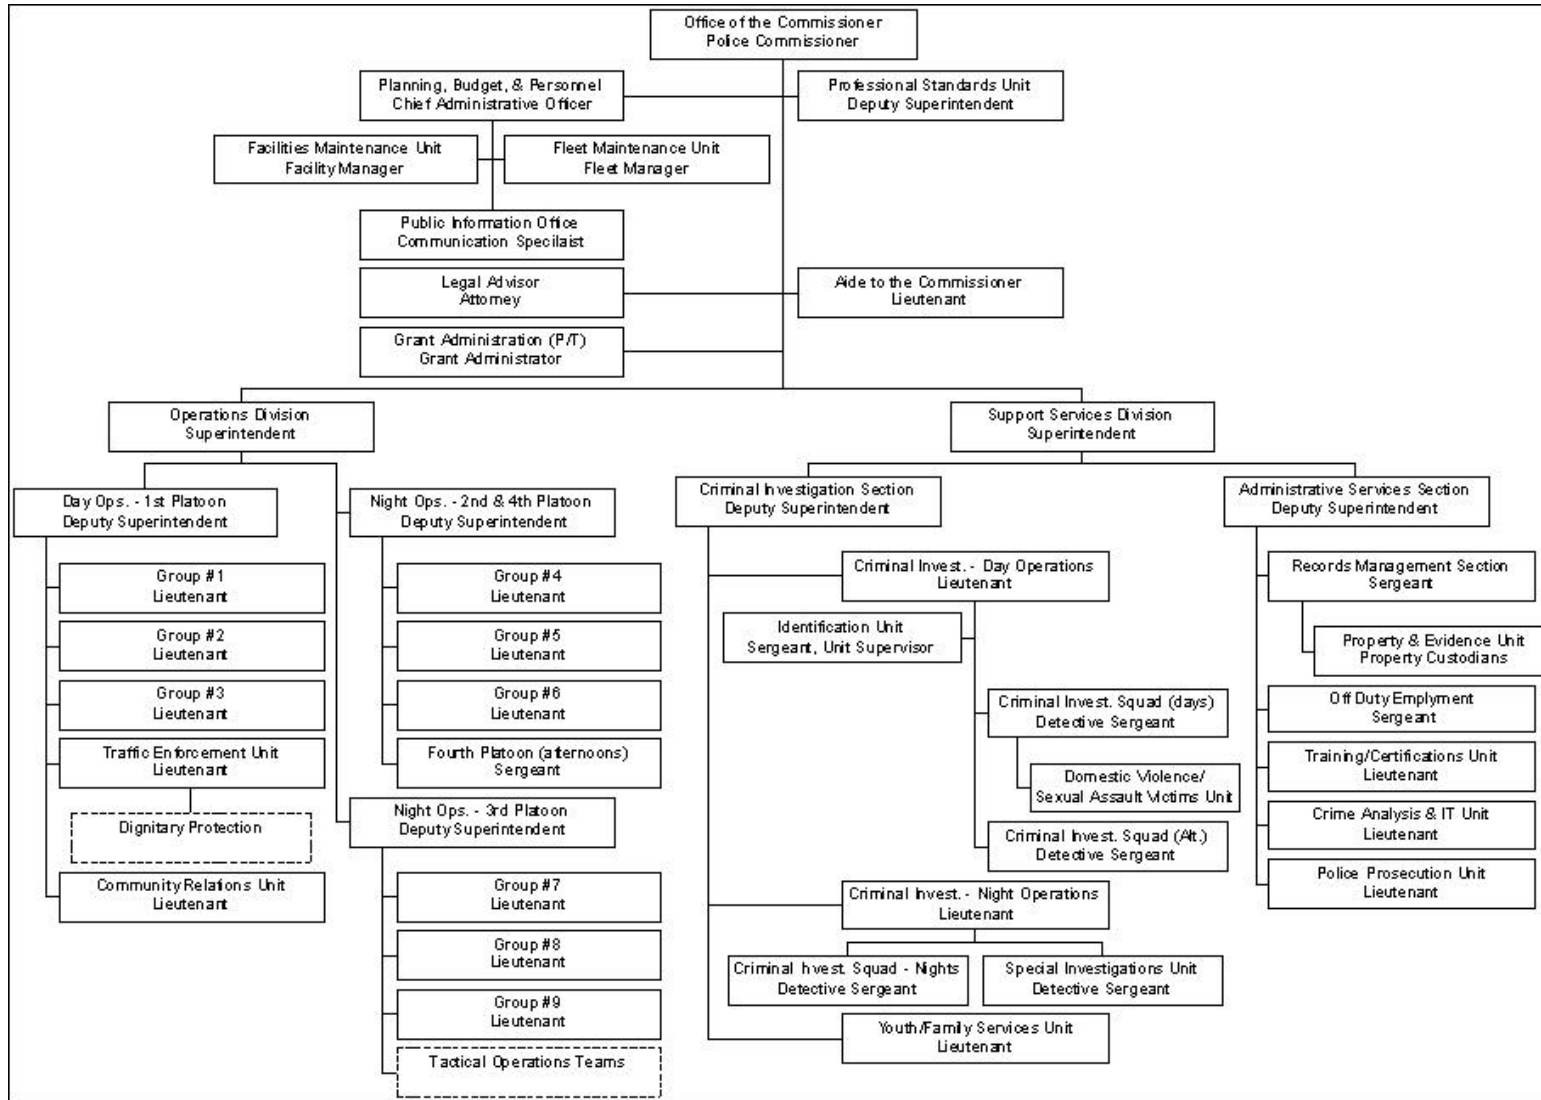 Office of the Commissioner
Police Commissioner
Planning, Budget, & Personnel
Chief Administrative Officer
Professional Standards Unit
Deputy Superintendent
Facilities Maintenance Unit
Facility Manager
Fleet Maintenance Unit
Fleet Manager
Public Information Office
Communication Specilaist
Legal Advisor
Attorney
Aide to the Commissioner
Lieutenant
Grant Administration (P/T)
Grant Administrator
Operations Division
Superintendent
Support Services Division
Superintendent
Day Ops. - 1st Platoon
Deputy Superintendent
Group #1
Lieutenant
Group #2
Lieutenant
Group #3
Lieutenant
Traffic Enforcement Unit
Lieutenant
Dignitary Protection
Community Relations Unit
Lieutenant
Night Ops. - 2nd & 4th Platoon
Deputy Superintendent
Group #4
Lieutenant
Group #5
Lieutenant
Group #6
Lieutenant
Fourth Platoon (afternoons)
Sergeant
Night Ops. - 3rd Platoon
Deputy Superintendent
Group #7
Lieutenant
Group #8
Lieutenant
Group #9
Lieutenant
Tactical Operations Teams
Criminal Investigation Section
Deputy Superintendent
Criminal Invest. - Day Operations
Lieutenant
Identification Unit
Sergeant, Unit Supervisor
Criminal Invest. Squad (days)
Detective Sergeant
Domestic Violence/
Sexual Assault Victims Unit
Criminal Invest. Squad (Alt.)
Detective Sergeant
Criminal Invest. - Night Operations
Lieutenant
Criminal Invest. Squad - Nights
Detective Sergeant
Special Investigations Unit
Detective Sergeant
Youth/Family Services Unit
Lieutenant
Administrative Services Section
Deputy Superintendent
Records Management Section
Sergeant
Property & Evidence Unit
Property Custodians
Off Duty Emplyment
Sergeant
Training/Certifications Unit
Lieutenant
Crime Analysis & IT Unit
Lieutenant
Police Prosecution Unit
Lieutenant